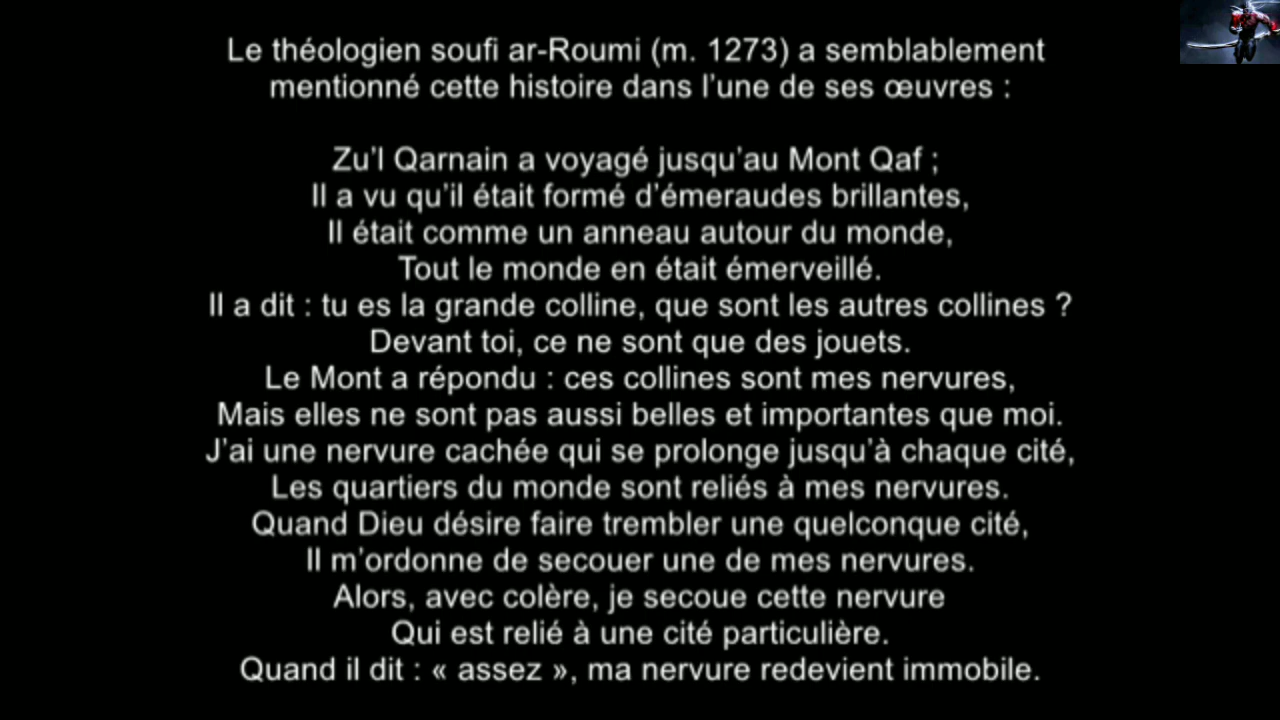 Le théologien soufi ar-Roumi (m. 1273) a semblablement
mentionné cette histoire dans l’une de ses œuvres :
Zu’l Qarnain a voyagé jusqu’au Mont Qaf ;
Il a vu qu’il était formé d’émeraudes brillantes,
Il était comme un anneau autour du monde,
Tout le monde en était émerveillé.
Il a dit : tu es la grande colline, que sont les autres collines ?
Devant toi, ce ne sont que des jouets.
Le Mont a répondu : ces collines sont mes nervures,
Mais elles ne sont pas aussi belles et importantes que moi.
J’ai une nervure cachée qui se prolonge jusqu’à chaque cité,
Les quartiers du monde sont reliés à mes nervures.
Quand Dieu désire faire trembler une quelconque cité,
Il m’ordonne de secouer une de mes nervures.
Alors, avec colère, je secoue cette nervure
Qui est relié à une cité particulière.
Quand il dit : « assez », ma nervure redevient immobile.